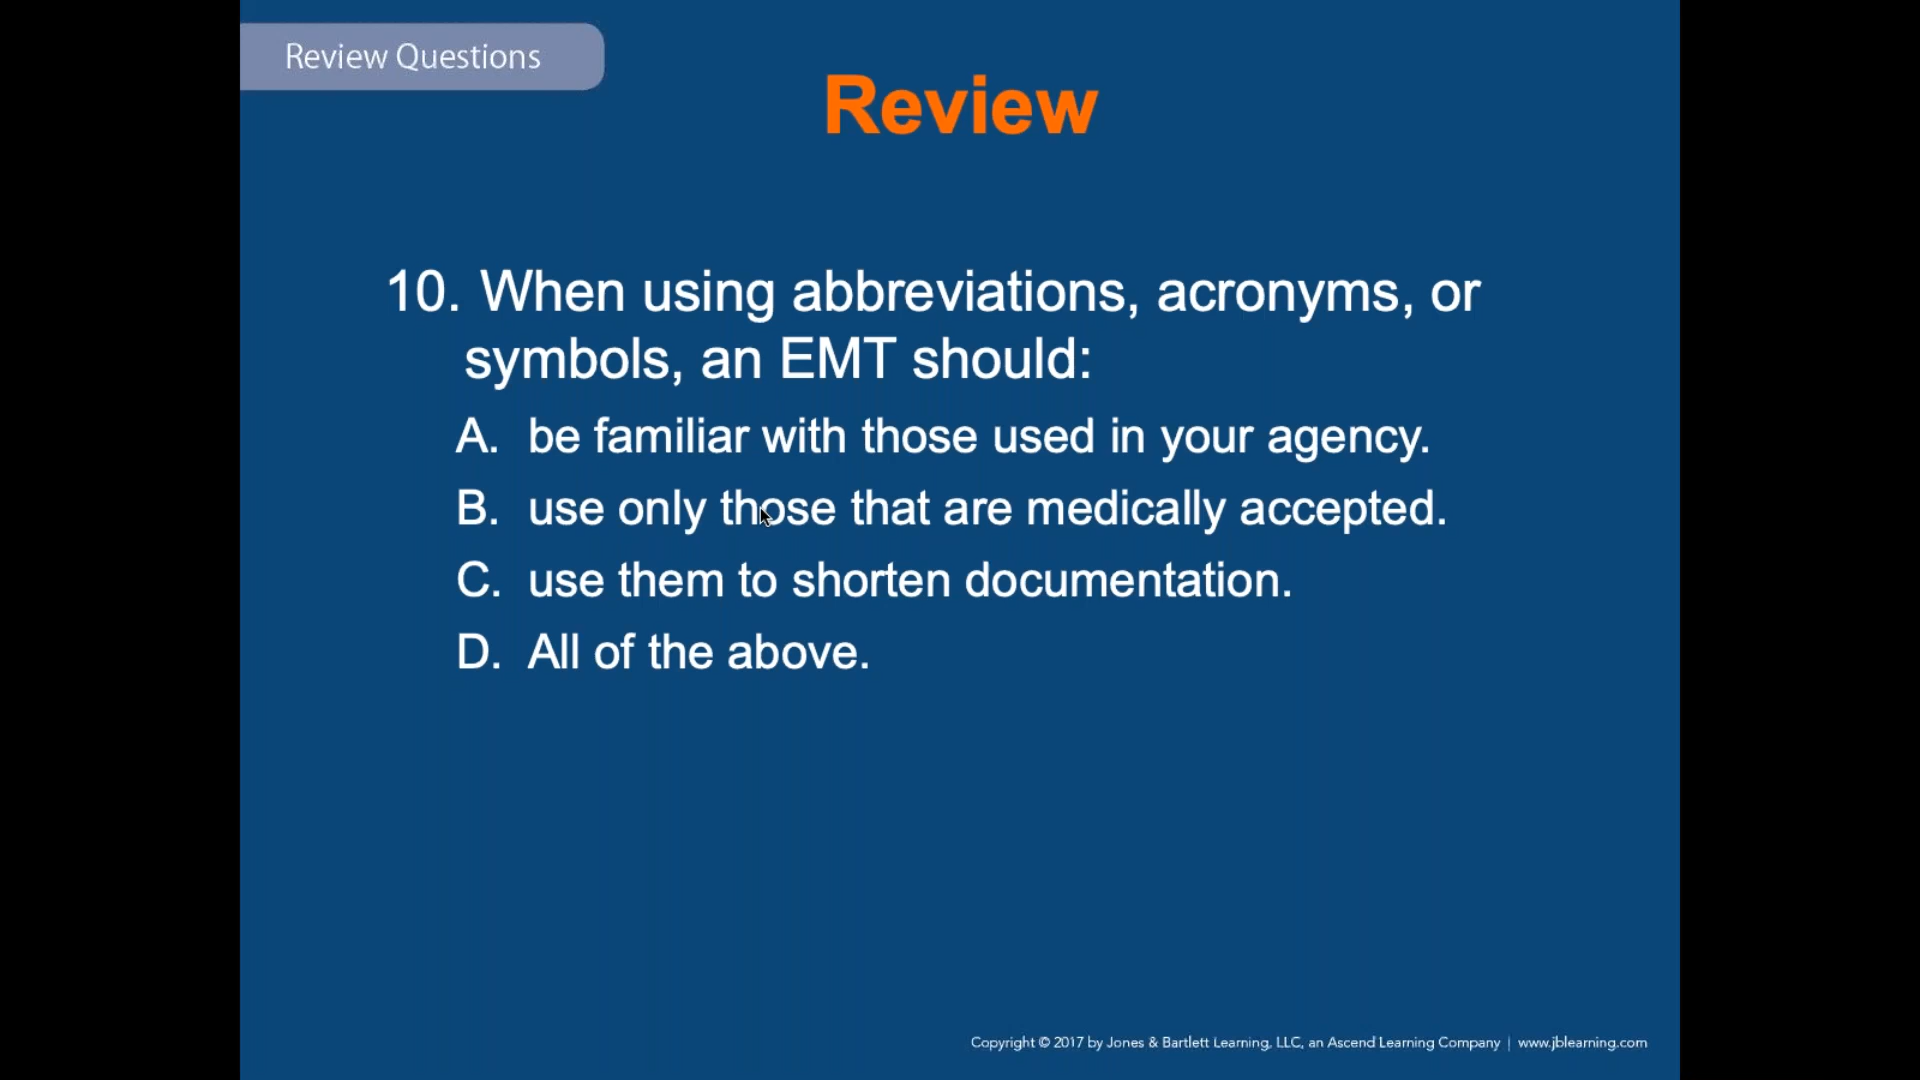 Review Questions
Review
10. When using abbreviations, acronyms, or
symbols, an EMT should:
A. be familiar with those used in your agency.
B. use only those that are medically accepted.
C. use them to shorten documentation.
D. All of the above.
Copyright © 2017 by Jones & Bartlett Learning, LLC, an Ascend Learning Company | www.jblearning.com